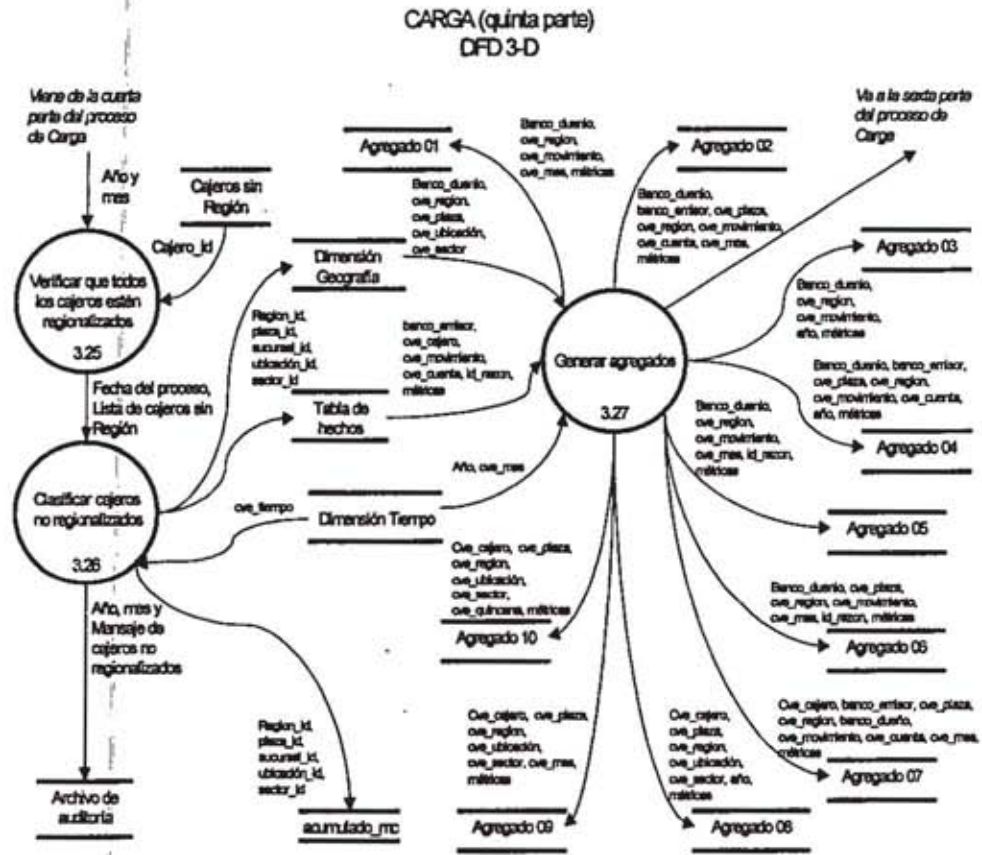 CARGA (quinta parte)
DFD 3-D
Viene de la cuarta
parte del proceso
de Carga
Año y
mes
Cajeros sin
Región
Cajero_Id
Verificar que todos
los cajeros estén
regionalizados
3.25
Fecha del proceso,
Lista de cajeros sin
Región
Clasificar cajeros
no regionalizados
3.26
Año, mes y
Mensaje de
cajeros no
regionalizados
Archivo de
auditoría
Region_id,
plaza_id,
sucursal_id,
ubicación_id,
sector_id
acumulado_mc
Region_id,
plaza_id,
sucursal_id,
ubicación_id,
sector_id
cve_tiempo
Agregado 01
Banco_duenio,
cve_region,
cve_movimiento,
cve_mes, métricas
Banco_duenio,
cve_region,
cve_plaza,
cve_ubicación,
cve_sector
Dimensión
Geografía
banco_emisor,
cve_cajero,
cve_movimiento,
cve_cuenta, id_razon,
métricas
Tabla de
hechos
Año, cve_mes
Dimensión Tiempo
Generar agregados
3.27
Agregado 02
Banco_duenio,
banco_emisor, cve_plaza,
cve_region, cve_movimiento,
cve_cuenta, cve_mes,
métricas
Va a la sexta parte
del proceso de
Carga
Agregado 03
Banco_duenio,
cve_region,
cve_movimiento,
año, métricas
Banco_duenio, banco_emisor,
cve_plaza, cve_region,
cve_movimiento, cve_cuenta,
año, métricas
Agregado 04
Banco_duenio,
cve_region,
cve_movimiento,
cve_mes, id_razon,
métricas
Agregado 05
Banco_duenio, cve_plaza,
cve_region, cve_movimiento,
cve_mes, id_razon, métricas
Agregado 06
Cve_cajero, banco_emisor, cve_plaza,
cve_region, banco_dueño,
cve_movimiento, cve_cuenta, cve_mes,
métricas
Agregado 07
Cve_cajero,
cve_plaza,
cve_region,
cve_ubicación,
cve_sector, año,
métricas
Agregado 08
Cve_cajero, cve_plaza,
cve_region,
cve_ubicación,
cve_sector, cve_mes,
métricas
Agregado 09
Cve_cajero, cve_plaza,
cve_region,
cve_ubicación,
cve_sector,
cve_quincena, métricas
Agregado 10